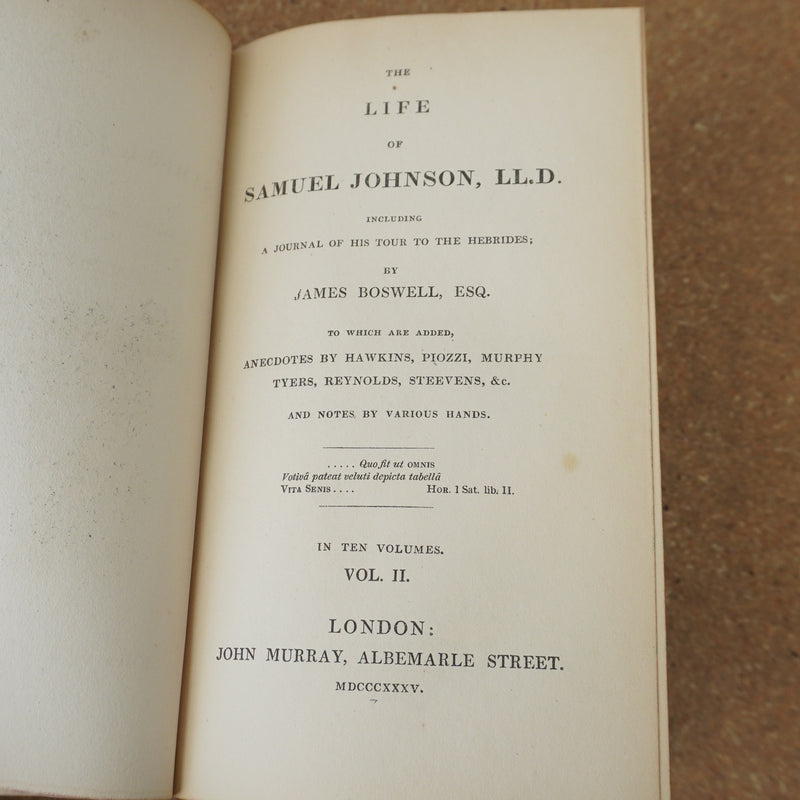 THE
LIFE
OF
SAMUEL JOHNSON, LL.D.
INCLUDING
A JOURNAL OF HIS TOUR TO THE HEBRIDES;
BY
JAMES BOSWELL, ESQ.
TO WHICH ARE ADDED,
ANECDOTES BY HAWKINS, PIOZZI, MURPHY
TYERS, REYNOLDS, STEEVENS, &c.
AND NOTES BY VARIOUS HANDS.
..... Quo fit ut OMNIS
Votivâ pateat veluti depicta tabellâ
VITA SENIS.... HOR. 1 Sat. lib. II.
IN TEN VOLUMES.
VOL. II.
LONDON:
JOHN MURRAY, ALBEMARLE STREET.
MDCCCXXXV.